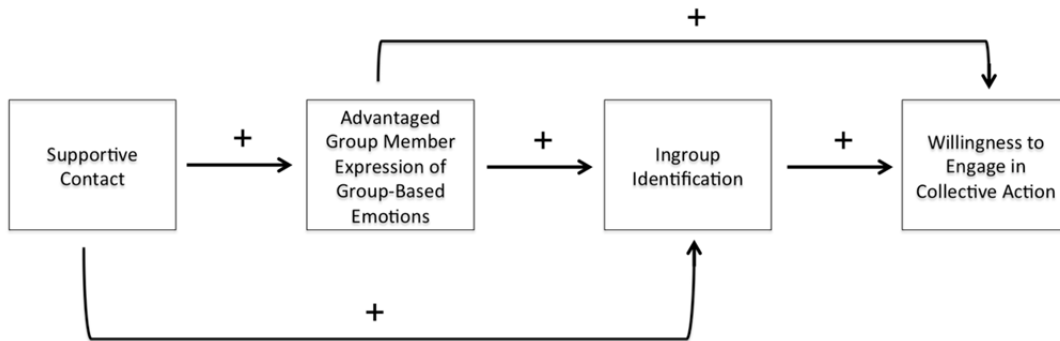 +
Supportive
Contact
+
Advantaged
Group Member
Expression of
Group-Based
Emotions
+
Ingroup
Identification
+
Willingness to
Engage in
Collective Action
+